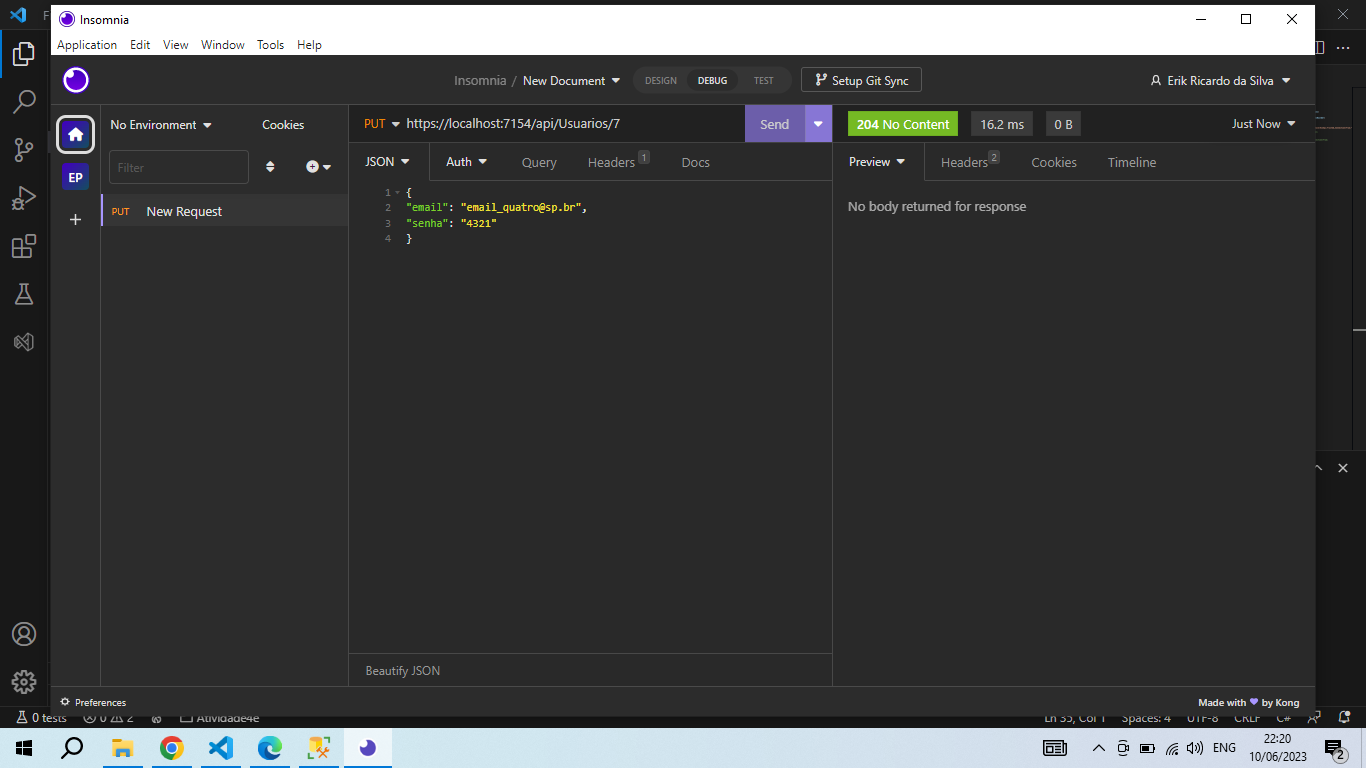 Insomnia
Application Edit View Window Tools Help
Insomnia / New Document DESIGN DEBUG TEST Setup Git Sync Erik Ricardo da Silva
No Environment Cookies
PUT https://localhost:7154/api/Usuarios/7 Send 204 No Content 16.2 ms 0 B Just Now
Filter
JSON Auth Query Headers 1 Docs Preview Headers 2 Cookies Timeline
EP
PUT New Request
1 {
2 "email": "email_quatro@sp.br",
3 "senha": "4321"
4 }
No body returned for response
Beautify JSON
Preferences
Made with by Kong
0 tests 0 2 Atividade4e Ln 35, Col 1 Spaces: 4 UTF-8 CRLF C#
ENG 22:20
10/06/2023 2